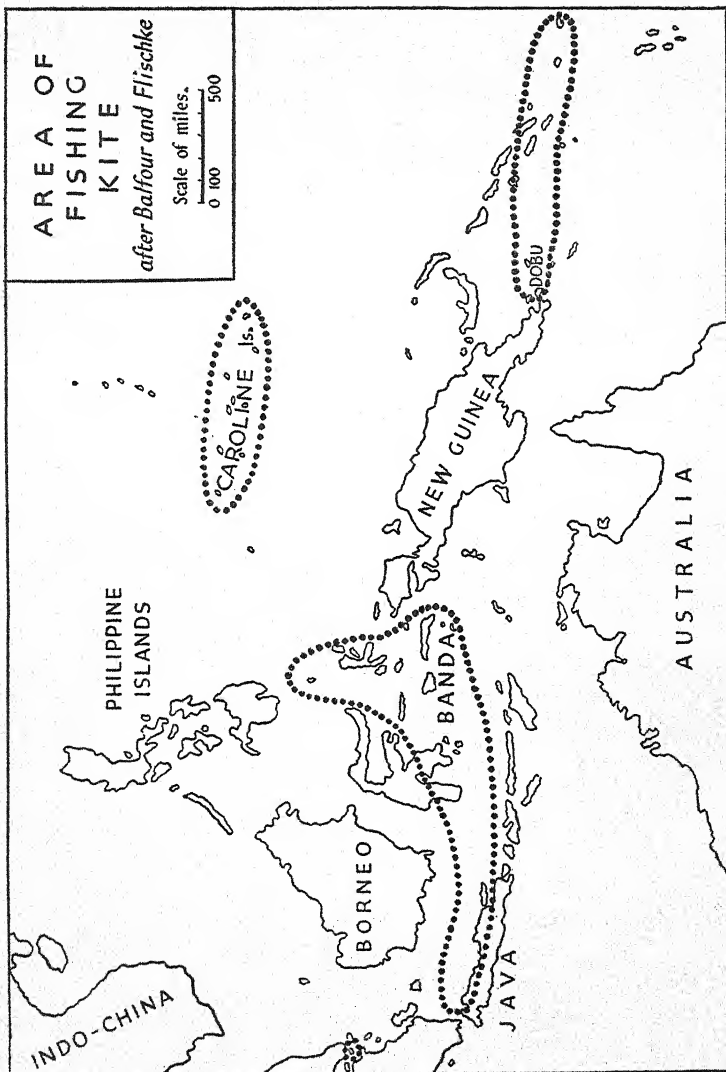 AREA OF
FISHING
KITE
after Balfour and Flischke
Scale of miles.
0 100 500
INDO-CHINA
PHILIPPINE
ISLANDS
CAROLINE Is.
BORNEO
BANDA
NEW GUINEA
DOBU
JAVA
AUSTRALIA